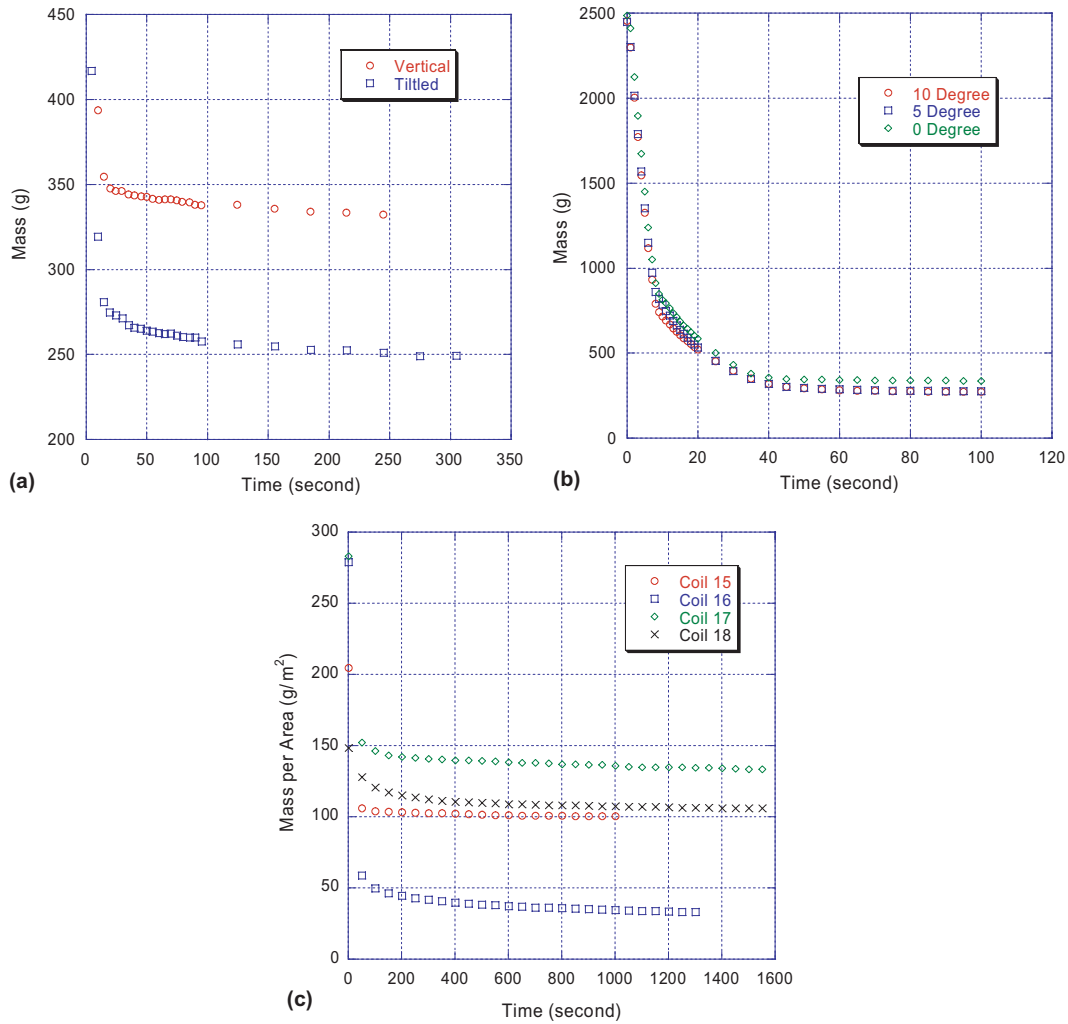 450
400
350
300
250
200
Mass (g)
Vertical
Tiltled
0 50 100 150 200 250 300 350
(a)
Time (second)
2500
2000
1500
1000
500
0
Mass (g)
10 Degree
5 Degree
0 Degree
0 20 40 60 80 100 120
(b)
Time (second)
300
250
200
150
100
50
0
Mass per Area (g/m²)
Coil 15
Coil 16
Coil 17
Coil 18
0 200 400 600 800 1000 1200 1400 1600
(c)
Time (second)